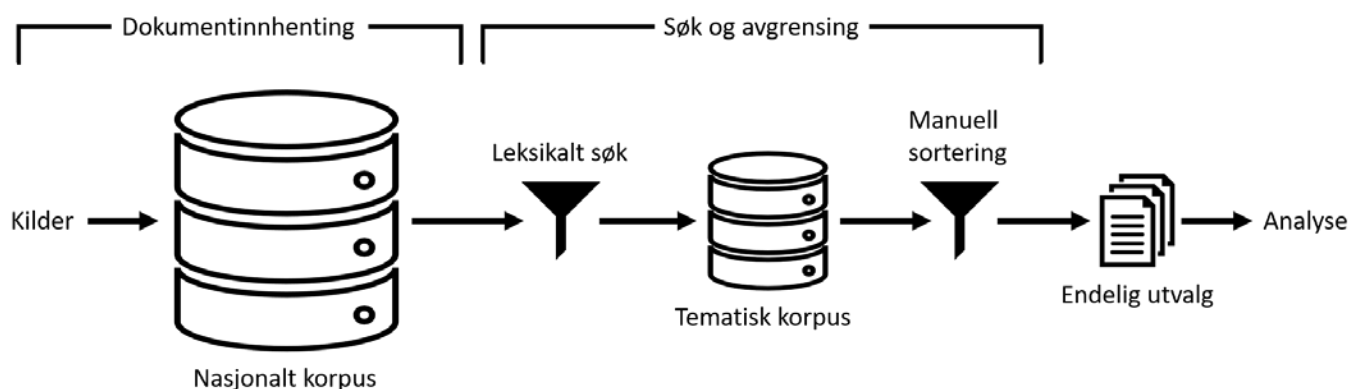 Dokumentinnhenting
Søk og avgrensing
Kilder
Nasjonalt korpus
Leksikalt søk
Tematisk korpus
Manuell
sortering
Endelig utvalg
Analyse